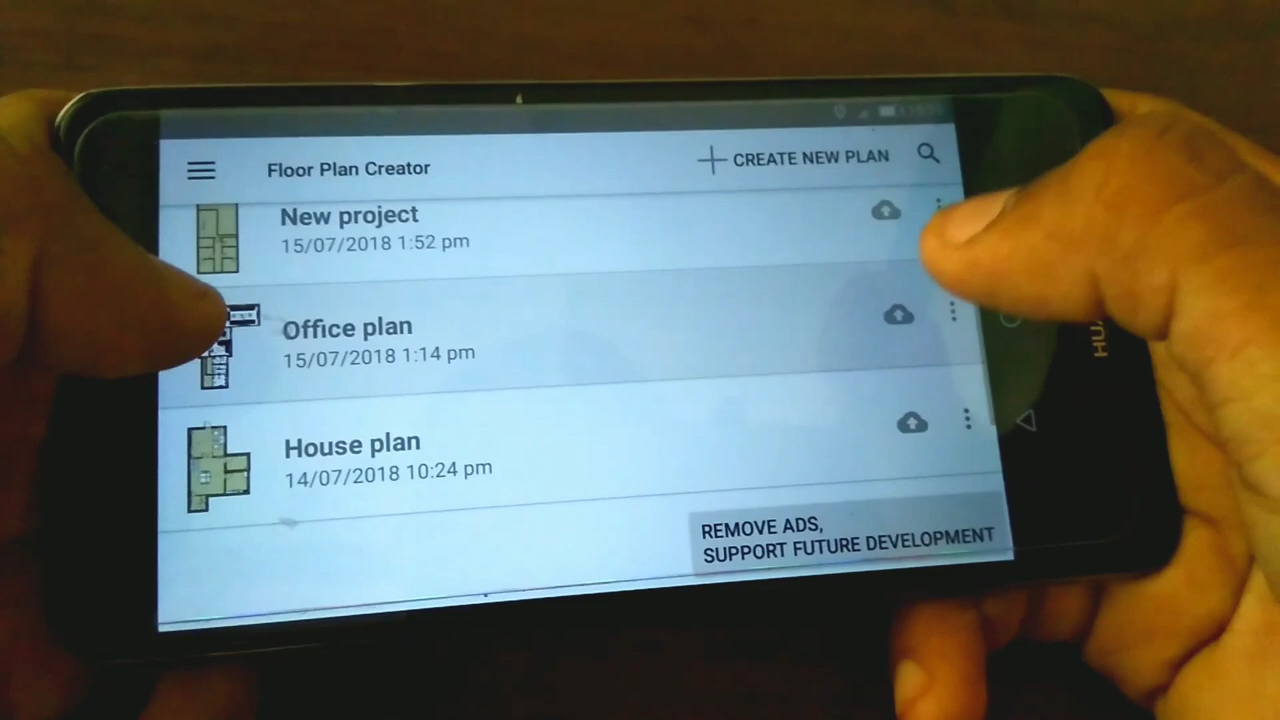 Floor Plan Creator
CREATE NEW PLAN
New project
15/07/2018 1:52 pm
Office plan
15/07/2018 1:14 pm
House plan
14/07/2018 10:24 pm
REMOVE ADS,
SUPPORT FUTURE DEVELOPMENT
HUA